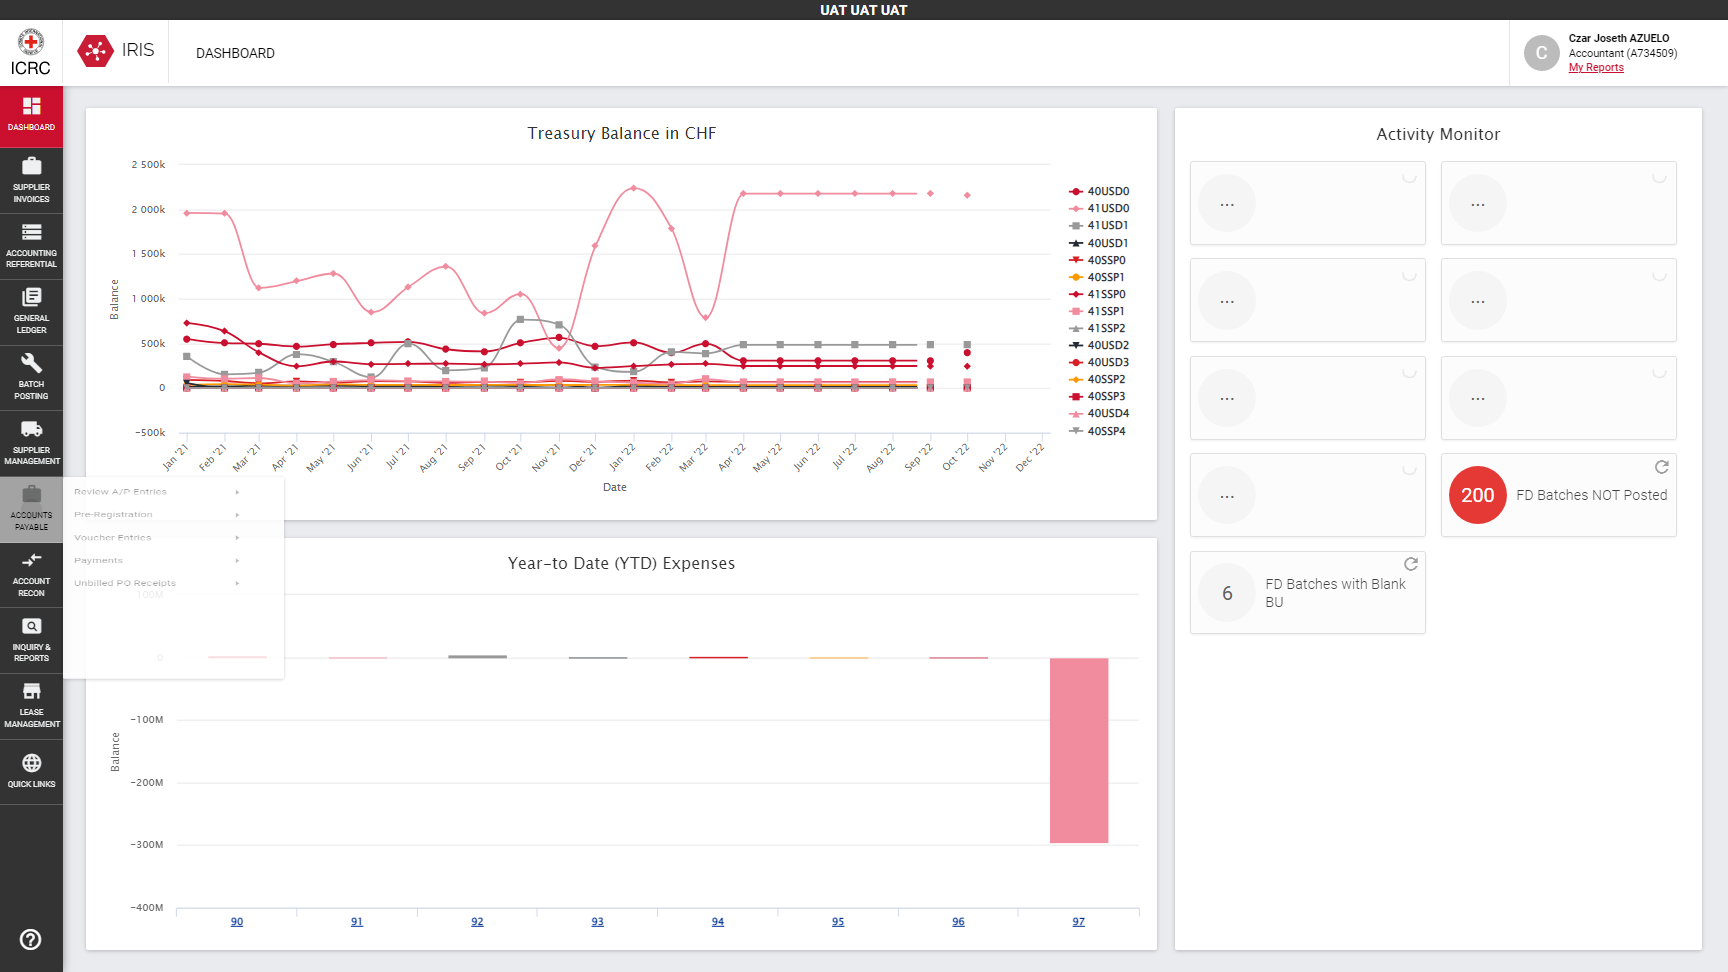 UAT UAT UAT
ICRC
IRIS
DASHBOARD
C
Czar Joseth AZUELO
Accountant (A734509)
My Reports
DASHBOARD
SUPPLIER
INVOICES
ACCOUNTING
REFERENTIAL
GENERAL
LEDGER
BATCH
POSTING
SUPPLIER
MANAGEMENT
ACCOUNTS
PAYABLE
ACCOUNT
RECON
INQUIRY &
REPORTS
LEASE
MANAGEMENT
QUICK LINKS
Review A/P Entries
Pre-Registration
Voucher Entries
Payments
Unbilled PO Receipts
Treasury Balance in CHF
2 500k
2 000k
1 500k
1 000k
500k
0
-500k
Balance
Jan '21
Feb '21
Mar '21
Apr '21
May '21
Jun '21
Jul '21
Aug '21
Sep '21
Oct '21
Nov '21
Dec '21
Jan '22
Feb '22
Mar '22
Apr '22
May '22
Jun '22
Jul '22
Aug '22
Sep '22
Oct '22
Nov '22
Dec '22
Date
40USD0
41USD0
41USD1
40USD1
40SSP0
40SSP1
41SSP0
41SSP1
41SSP2
40USD2
40USD3
40SSP2
40SSP3
40USD4
40SSP4
Year-to Date (YTD) Expenses
100M
0
-100M
-200M
-300M
-400M
Balance
90
91
92
93
94
95
96
97
Activity Monitor
...
...
...
...
...
...
...
200
FD Batches NOT Posted
6
FD Batches with Blank
BU